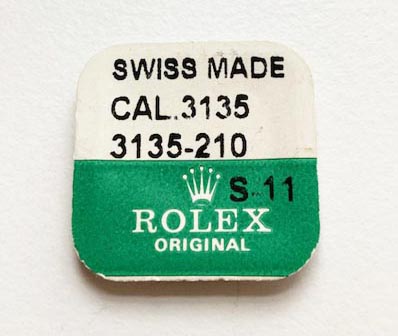 SWISS MADE
CAL.3135
3135-210
S-11
ROLEX
ORIGINAL